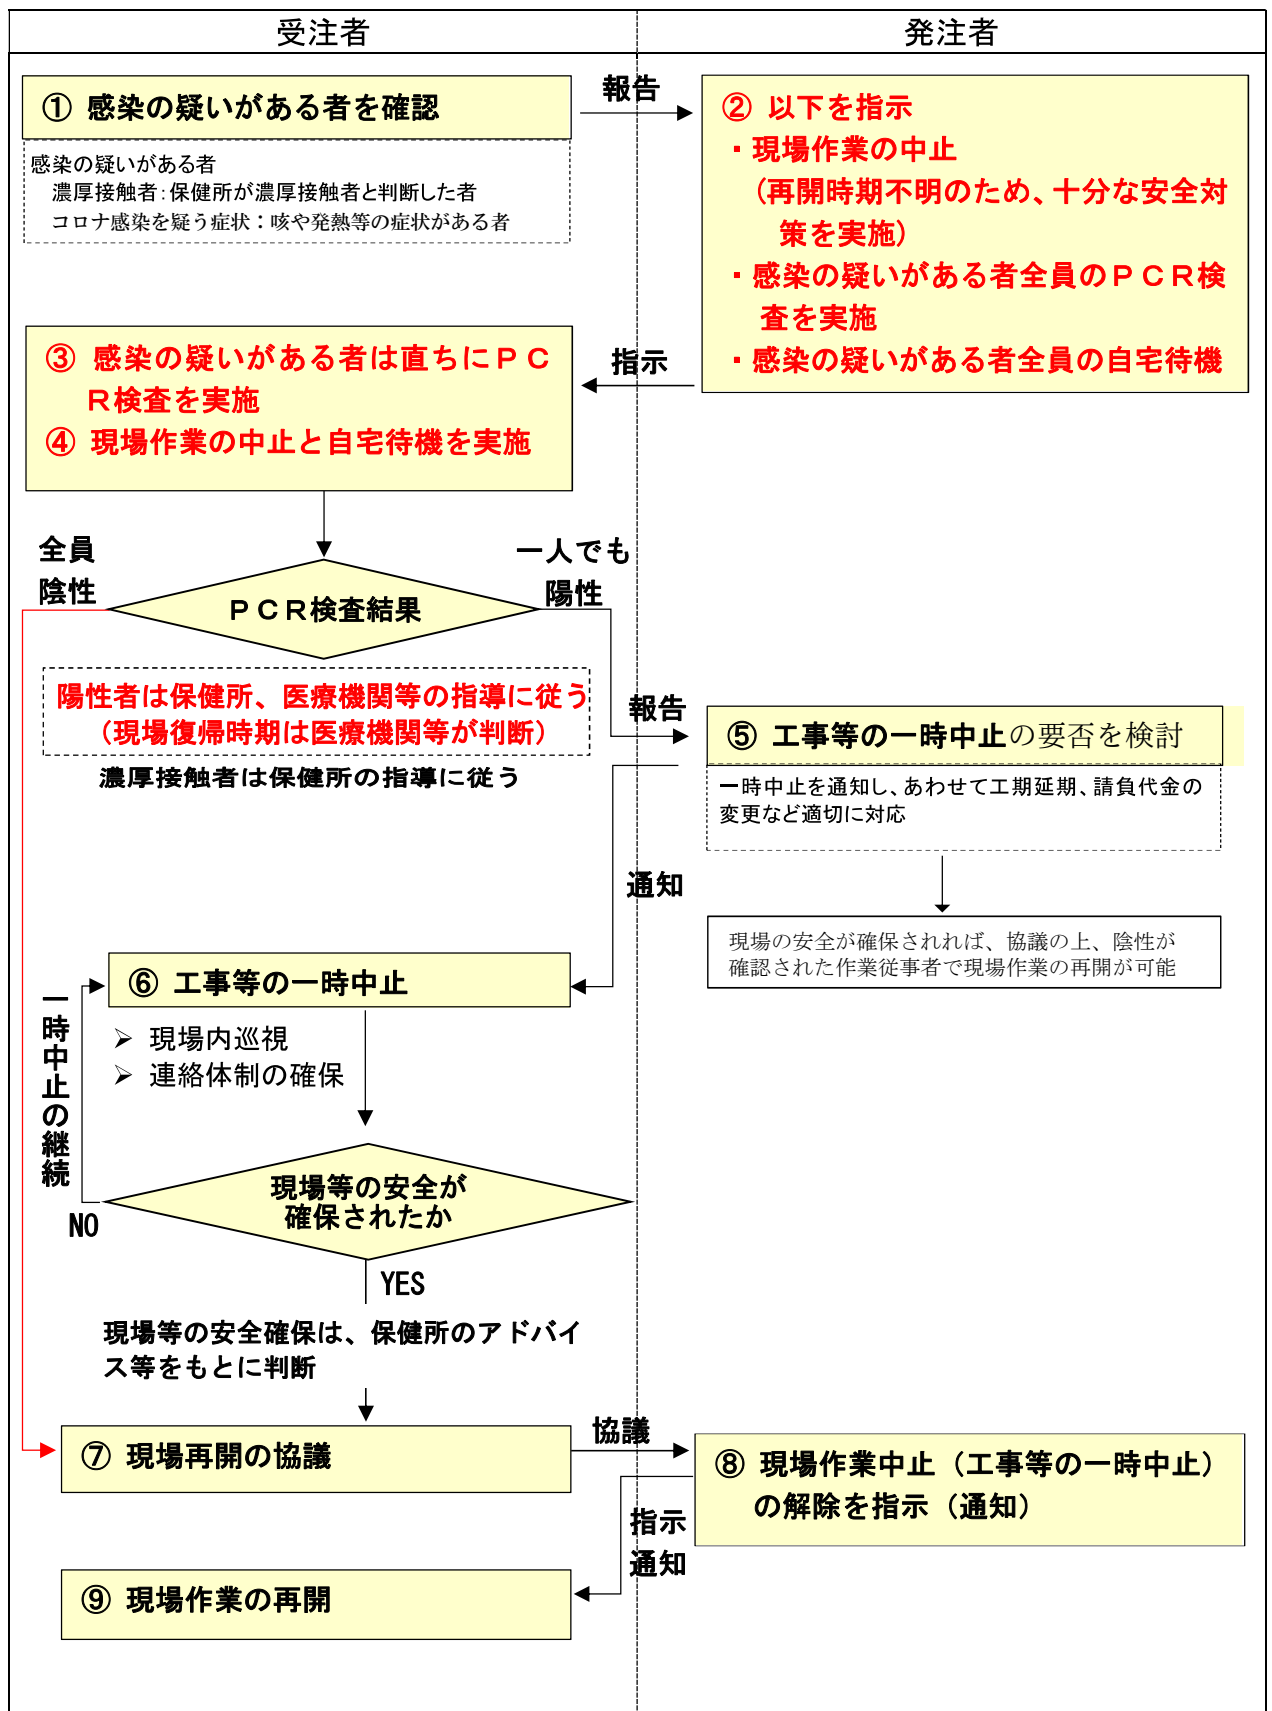 受注者
発注者
① 感染の疑いがある者を確認
感染の疑いがある者
濃厚接触者：保健所が濃厚接触者と判断した者
コロナ感染を疑う症状：咳や発熱等の症状がある者
報告
② 以下を指示
・現場作業の中止
（再開時期不明のため、十分な安全対
策を実施）
・感染の疑いがある者全員のＰＣＲ検
査を実施
・感染の疑いがある者全員の自宅待機
指示
③ 感染の疑いがある者は直ちにＰＣ
Ｒ検査を実施
④ 現場作業の中止と自宅待機を実施
全員
陰性
一人でも
陽性
ＰＣＲ検査結果
陽性者は保健所、医療機関等の指導に従う
（現場復帰時期は医療機関等が判断）
濃厚接触者は保健所の指導に従う
報告
⑤ 工事等の一時中止の要否を検討
一時中止を通知し、あわせて工期延期、請負代金の
変更など適切に対応
通知
現場の安全が確保されれば、協議の上、陰性が
確認された作業従事者で現場作業の再開が可能
⑥ 工事等の一時中止
➢ 現場内巡視
➢ 連絡体制の確保
一時中止の継続
現場等の安全が
確保されたか
NO
YES
現場等の安全確保は、保健所のアドバイ
ス等をもとに判断
⑦ 現場再開の協議
協議
⑧ 現場作業中止（工事等の一時中止）
の解除を指示（通知）
指示
通知
⑨ 現場作業の再開